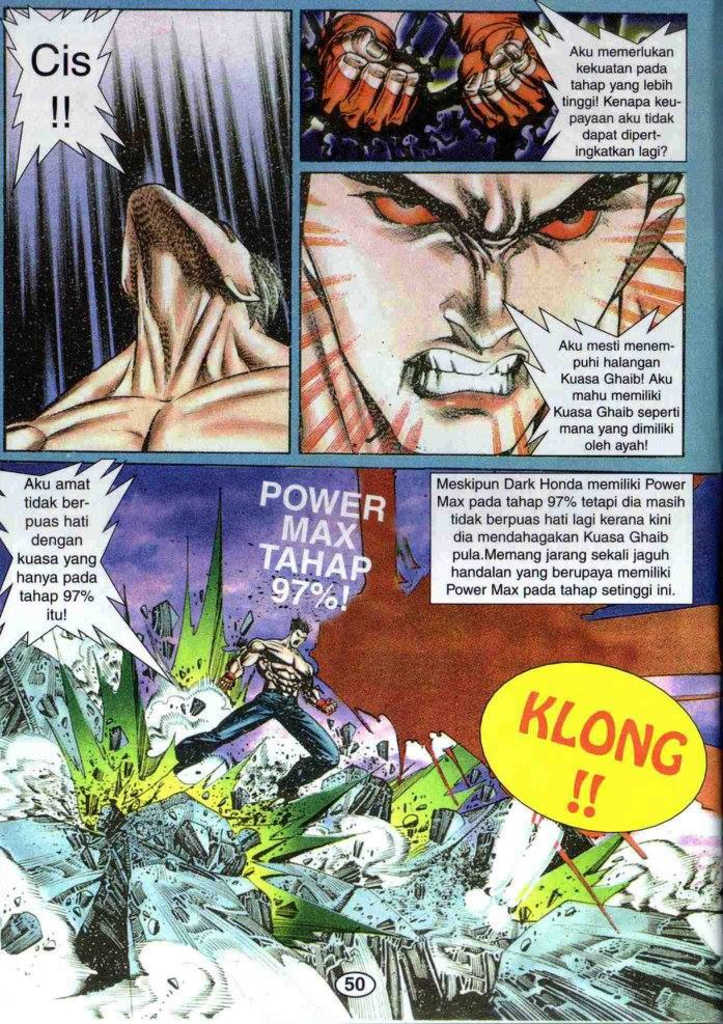 Cis
!!
Aku memerlukan
kekuatan pada
tahap yang lebih
tinggi! Kenapa keu-
payaan aku tidak
dapat dipert-
ingkatkan lagi?
Aku mesti menem-
puhi halangan
Kuasa Ghaib! Aku
mahu memiliki
Kuasa Ghaib seperti
mana yang dimiliki
oleh ayah!
Aku amat
tidak ber-
puas hati
dengan
kuasa yang
hanya pada
tahap 97%
itu!
POWER
MAX
TAHAP
97%!
Meskipun Dark Honda memiliki Power
Max pada tahap 97% tetapi dia masih
tidak berpuas hati lagi kerana kini
dia mendahagakan Kuasa Ghaib
pula.Memang jarang sekali jaguh
handalan yang berupaya memiliki
Power Max pada tahap setinggi ini.
KLONG
!!
50